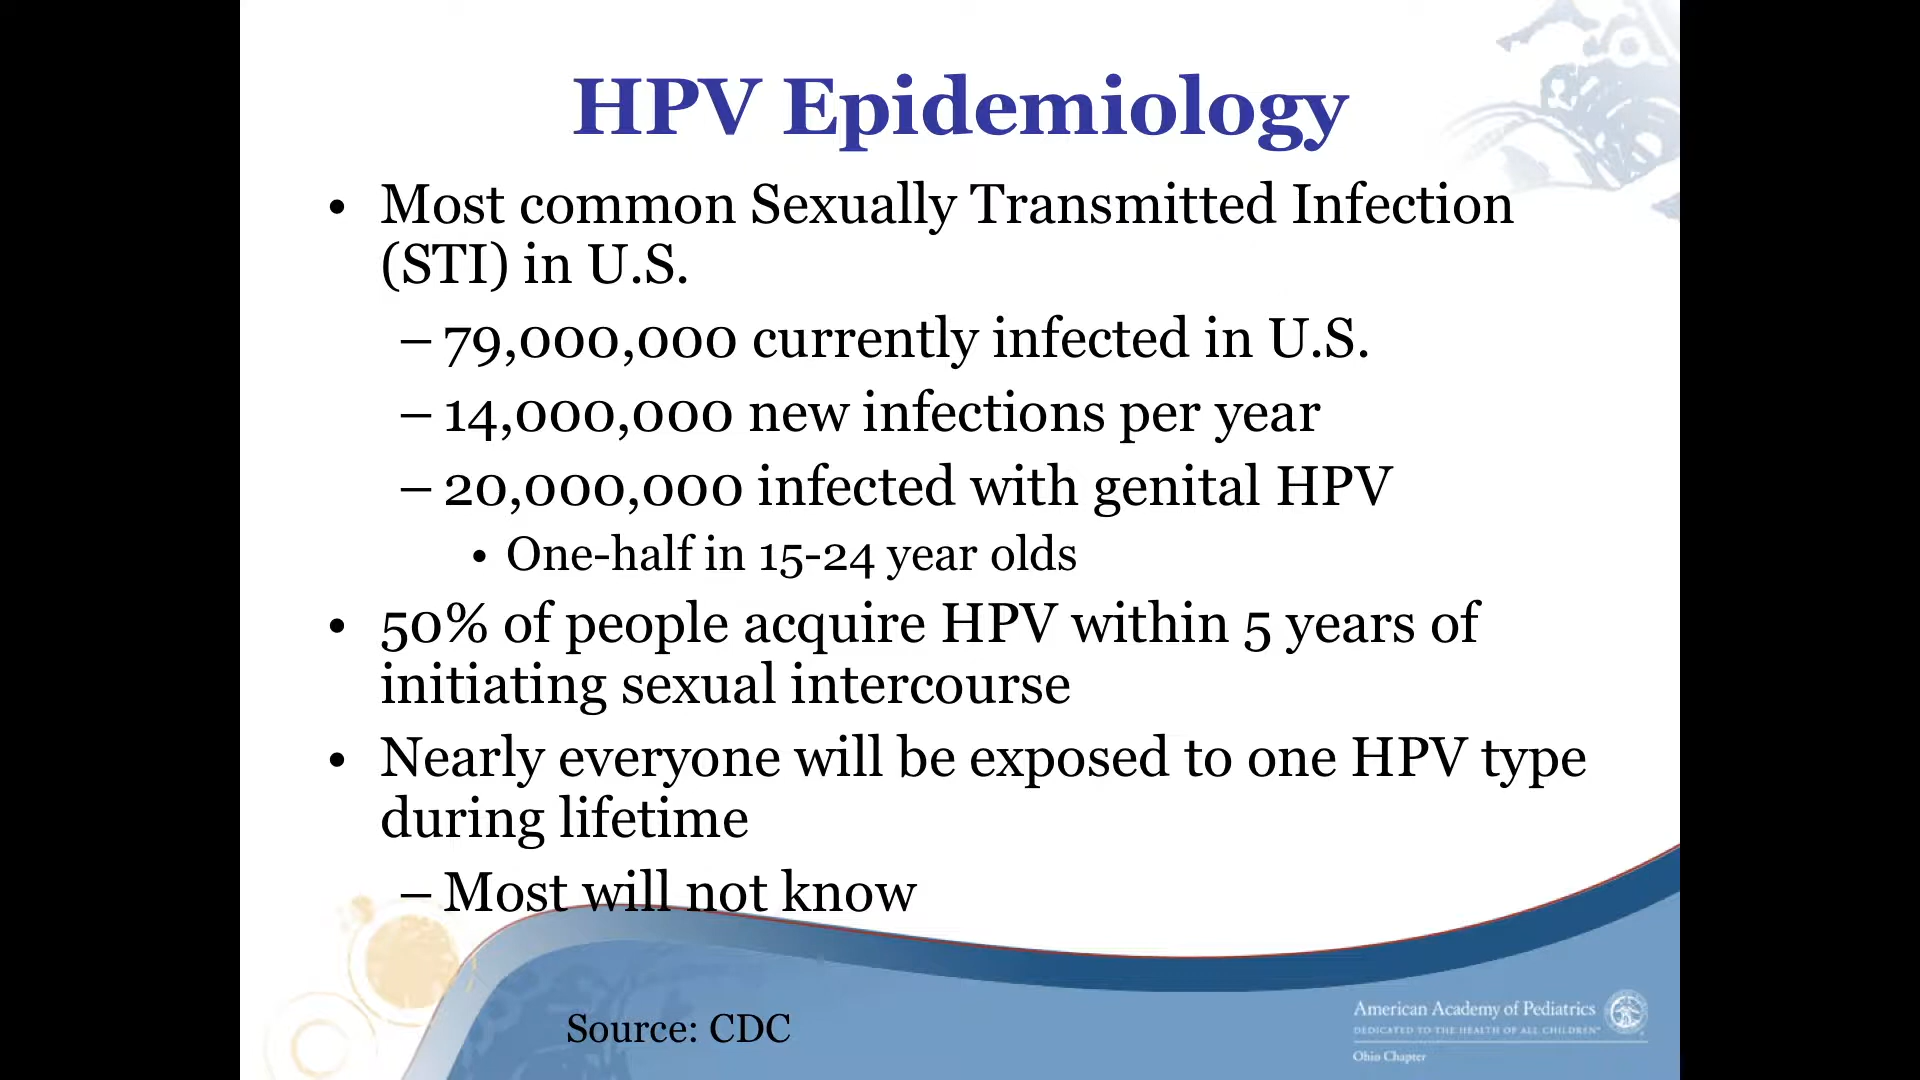 HPV Epidemiology
• Most common Sexually Transmitted Infection
(STI) in U.S.
– 79,000,000 currently infected in U.S.
– 14,000,000 new infections per year
– 20,000,000 infected with genital HPV
• One-half in 15-24 year olds
• 50% of people acquire HPV within 5 years of
initiating sexual intercourse
• Nearly everyone will be exposed to one HPV type
during lifetime
– Most will not know
Source: CDC
American Academy of Pediatrics
DEDICATED TO THE HEALTH OF ALL CHILDREN™
Ohio Chapter